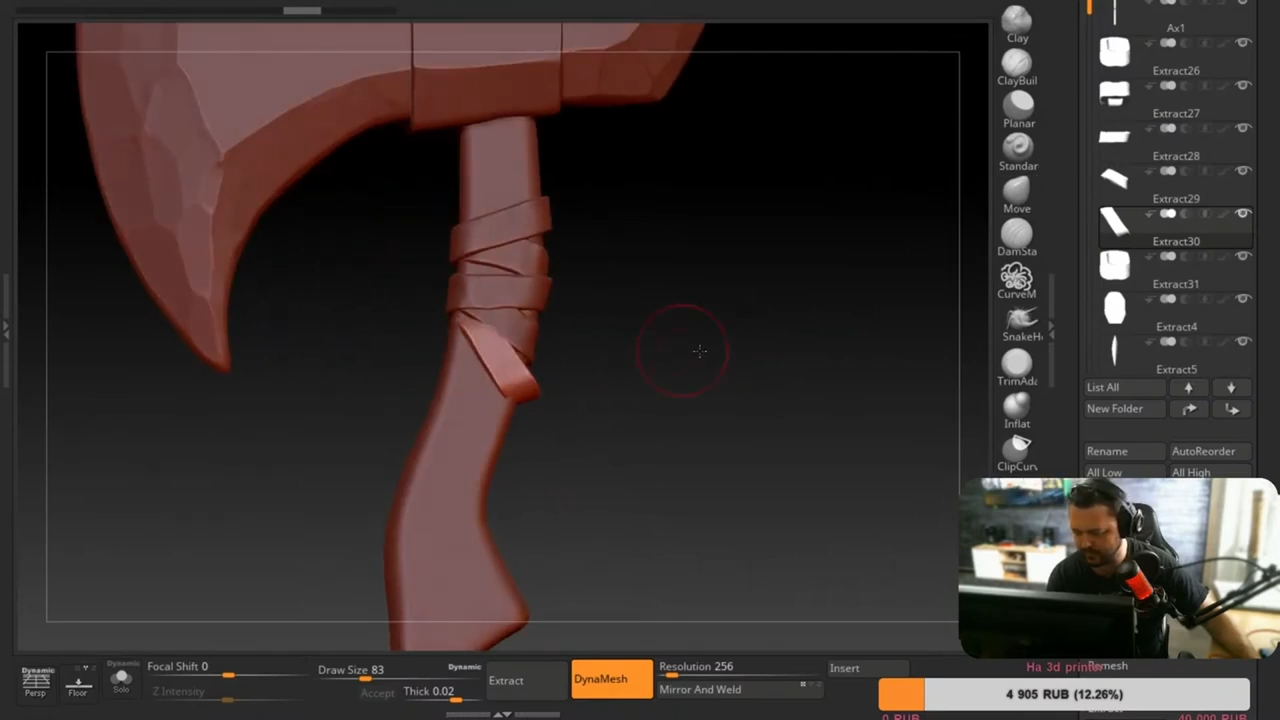 Clay
ClayBuil
Planar
Standar
Move
DamSta
CurveM
SnakeH
TrimAda
Inflat
ClipCurv
Ax1
Extract26
Extract27
Extract28
Extract29
Extract30
Extract31
Extract4
Extract5
List All
New Folder
Rename
AutoReorder
All Low
All High
Dynamic
Persp
Floor
Dynamic
Solo
Focal Shift 0
Z Intensity
Draw Size 83
Dynamic
Accept
Thick 0.02
Extract
DynaMesh
Resolution 256
Mirror And Weld
Insert
На 3d printer
Remesh
4 905 RUB (12.26%)
0 RUB
40 000 RUB